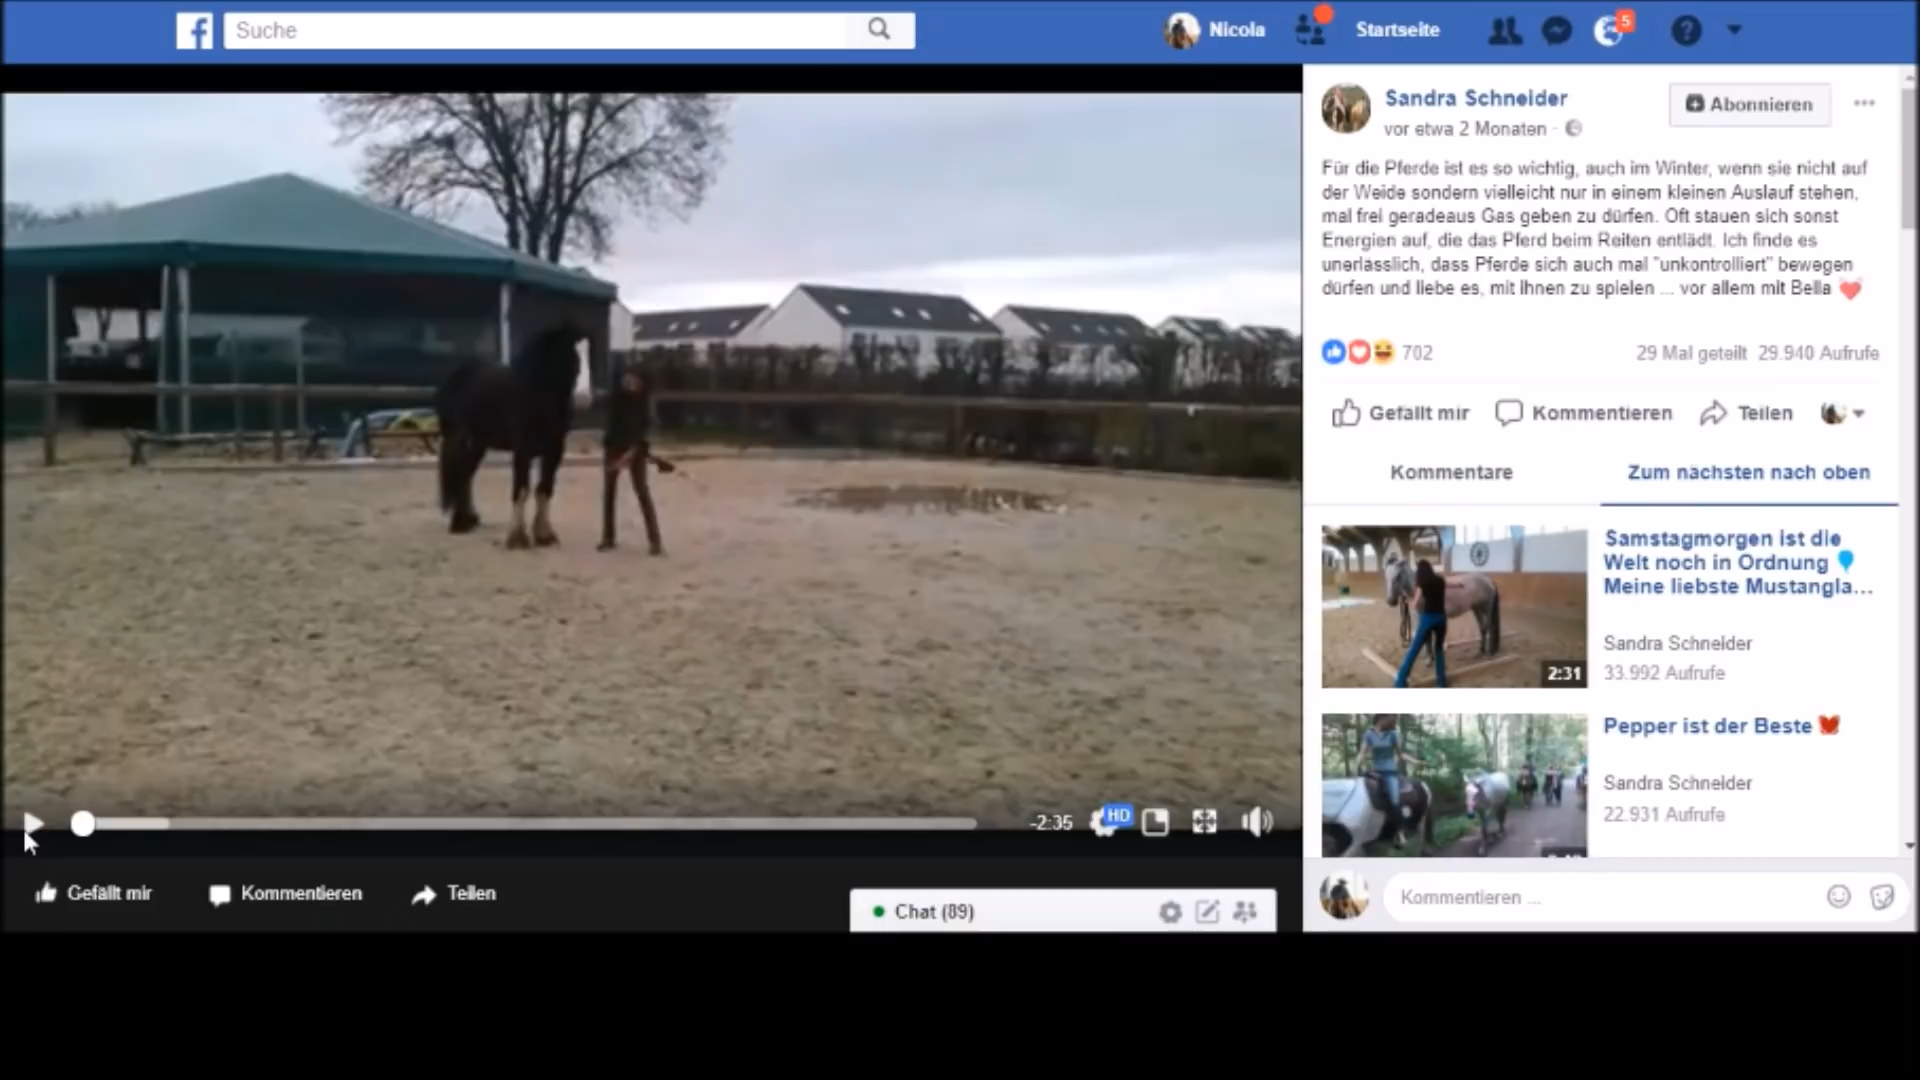 f
Suche
Nicola
Startseite
5
?
Sandra Schneider
Abonnieren
vor etwa 2 Monaten ·
Für die Pferde ist es so wichtig, auch im Winter, wenn sie nicht auf
der Weide sondern vielleicht nur in einem kleinen Auslauf stehen,
mal frei geradeaus Gas geben zu dürfen. Oft stauen sich sonst
Energien auf, die das Pferd beim Reiten entlädt. Ich finde es
unerlässlich, dass Pferde sich auch mal "unkontrolliert" bewegen
dürfen und liebe es, mit ihnen zu spielen ... vor allem mit Bella
702
29 Mal geteilt 29.940 Aufrufe
Gefällt mir
Kommentieren
Teilen
Kommentare
Zum nächsten nach oben
Samstagmorgen ist die
Welt noch in Ordnung
Meine liebste Mustangla...
Sandra Schneider
33.992 Aufrufe
2:31
Pepper ist der Beste
Sandra Schneider
22.931 Aufrufe
-2:35
HD
Gefällt mir
Kommentieren
Teilen
Chat (89)
Kommentieren ...